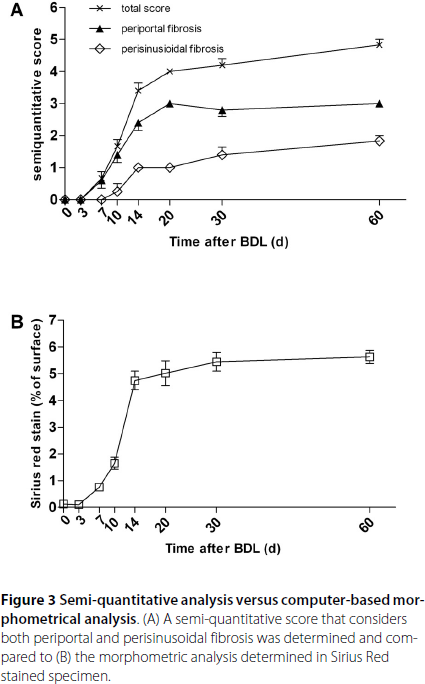 A
total score
periportal fibrosis
perisinusioidal fibrosis
semiquantitative score
6
5
4
3
2
1
0
0 3 7 10 14 20 30 60
Time after BDL (d)
B
Sirius red stain (% of surface)
7
6
5
4
3
2
1
0
0 3 7 10 14 20 30 60
Time after BDL (d)
Figure 3 Semi-quantitative analysis versus computer-based mor-
phometrical analysis. (A) A semi-quantitative score that considers
both periportal and perisinusoidal fibrosis was determined and com-
pared to (B) the morphometric analysis determined in Sirius Red
stained specimen.